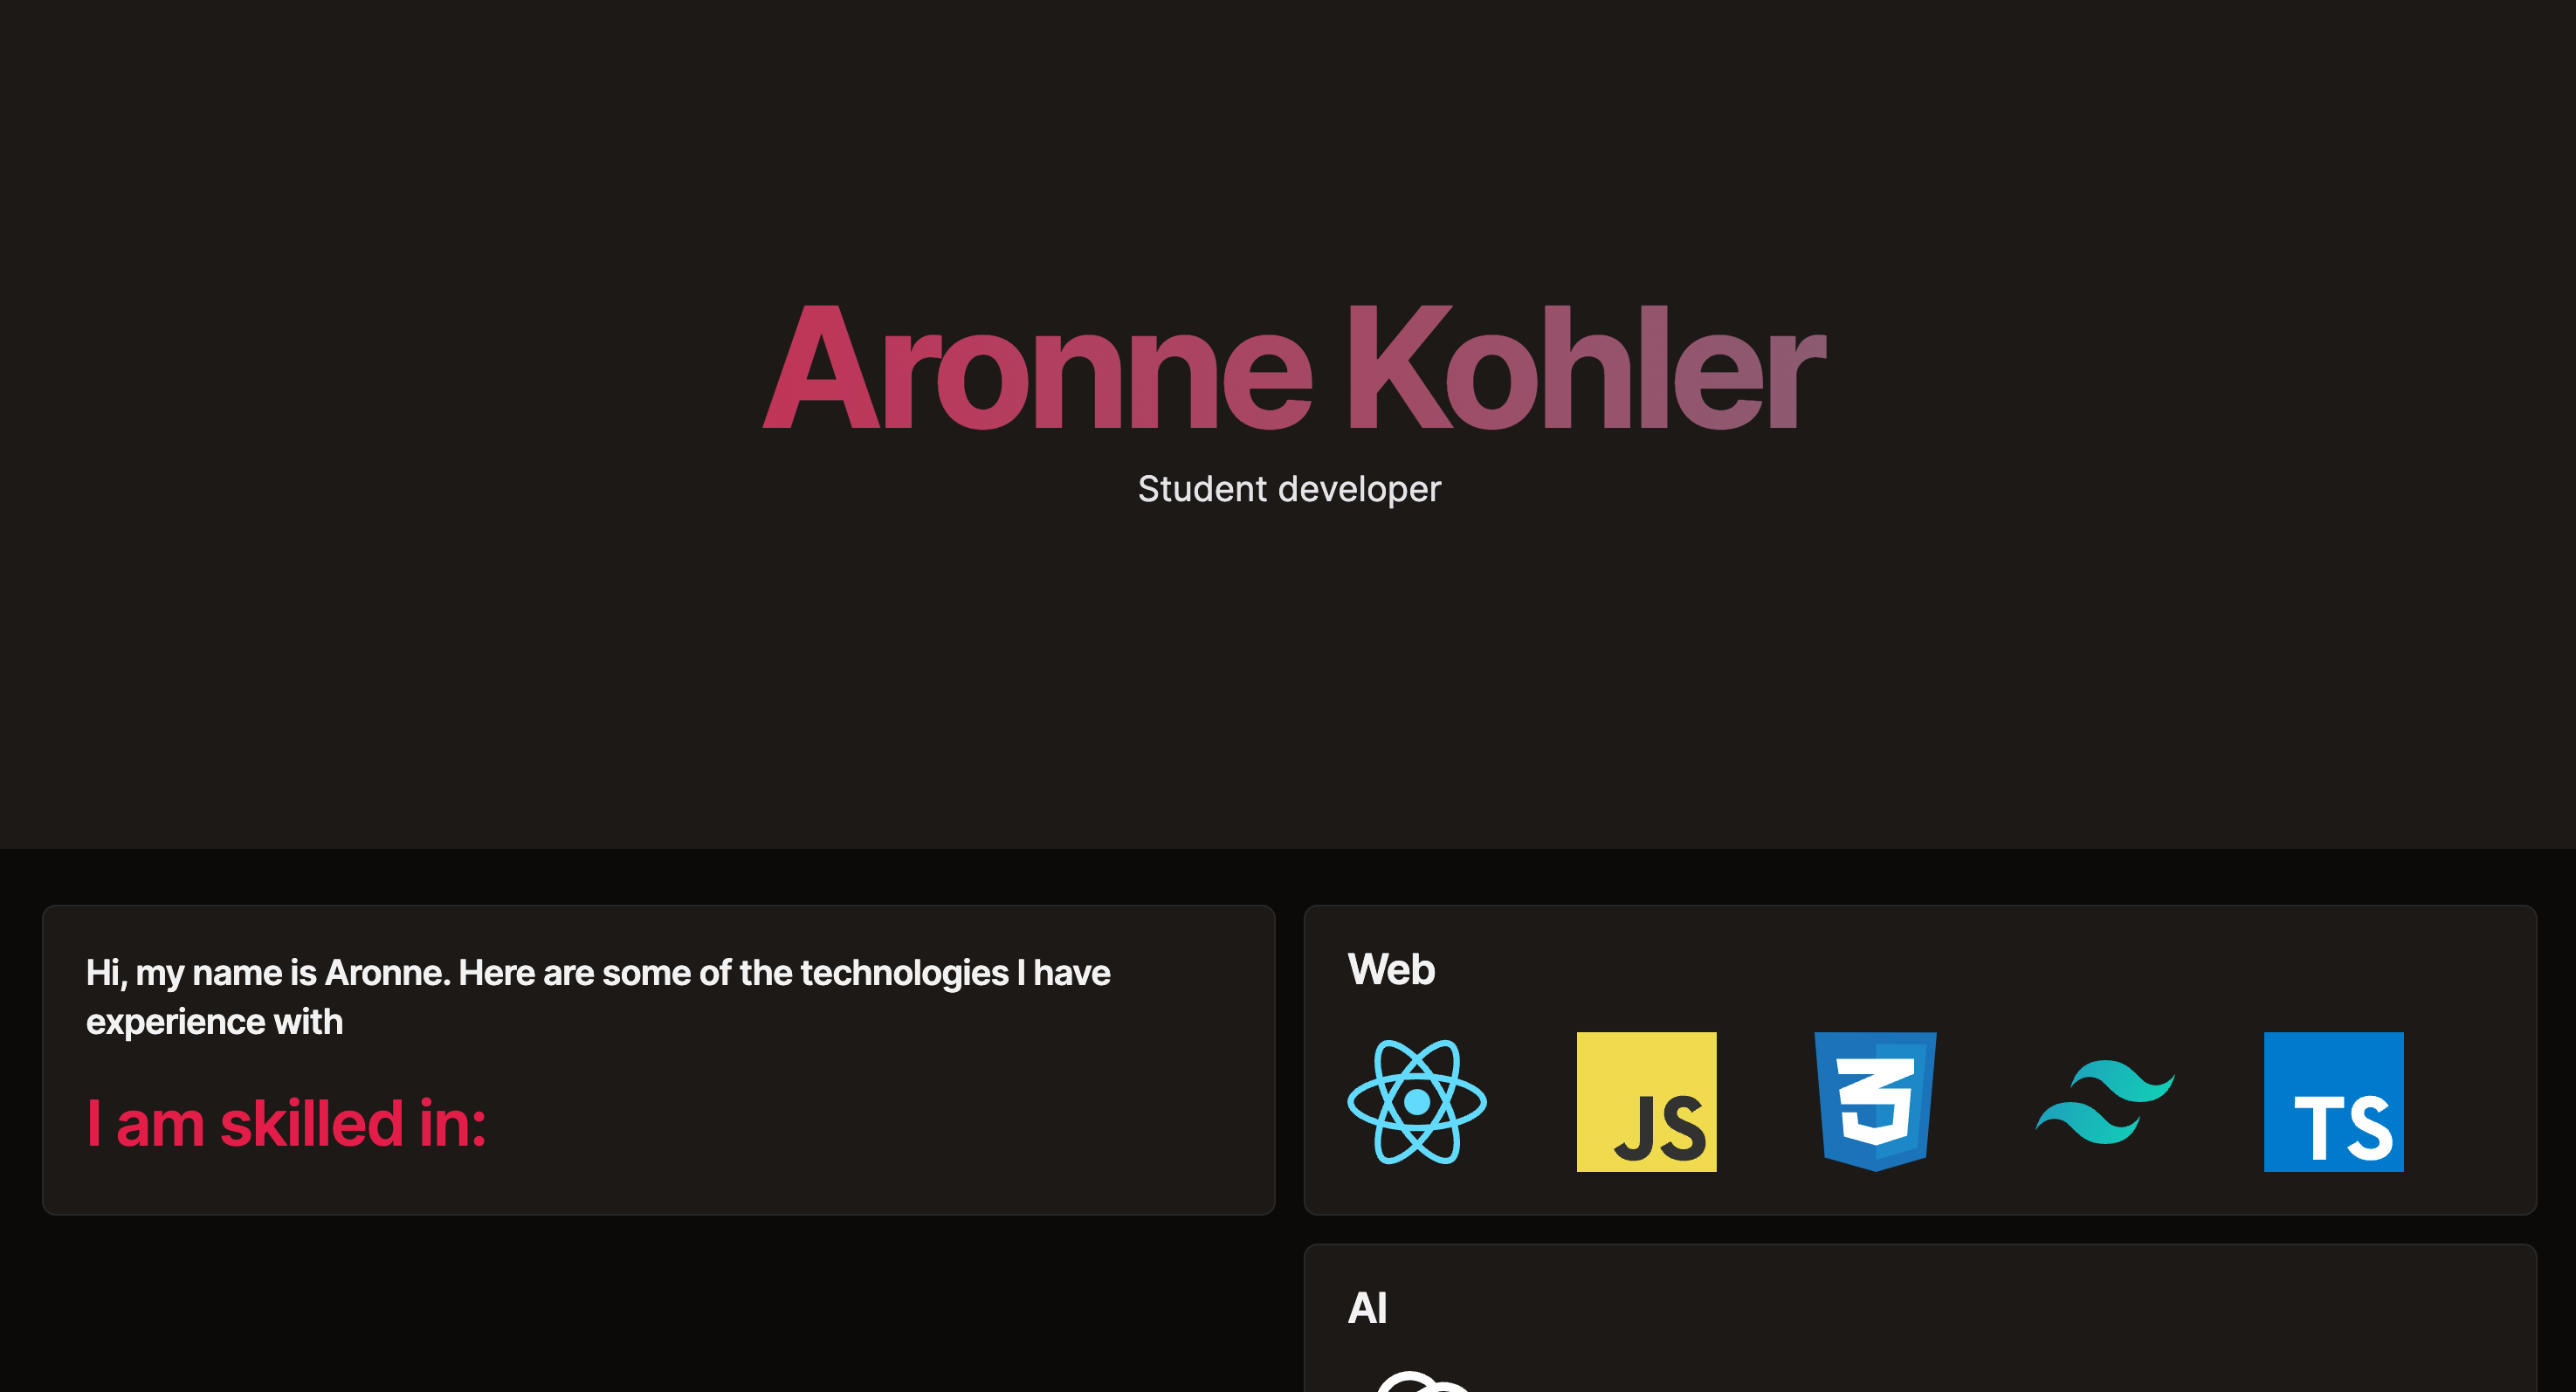 Aronne Kohler
Student developer
Hi, my name is Aronne. Here are some of the technologies I have
experience with
I am skilled in:
Web
JS
TS
AI